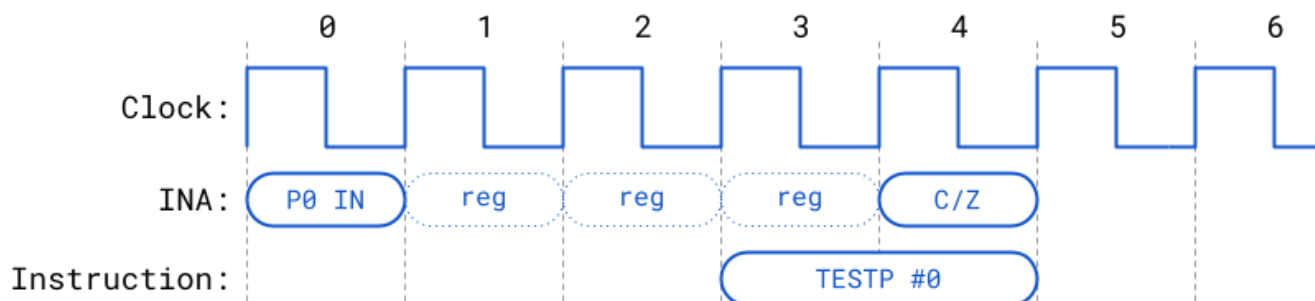 0 1 2 3 4 5 6
Clock:
INA: P0 IN reg reg reg C/Z
Instruction: TESTP #0